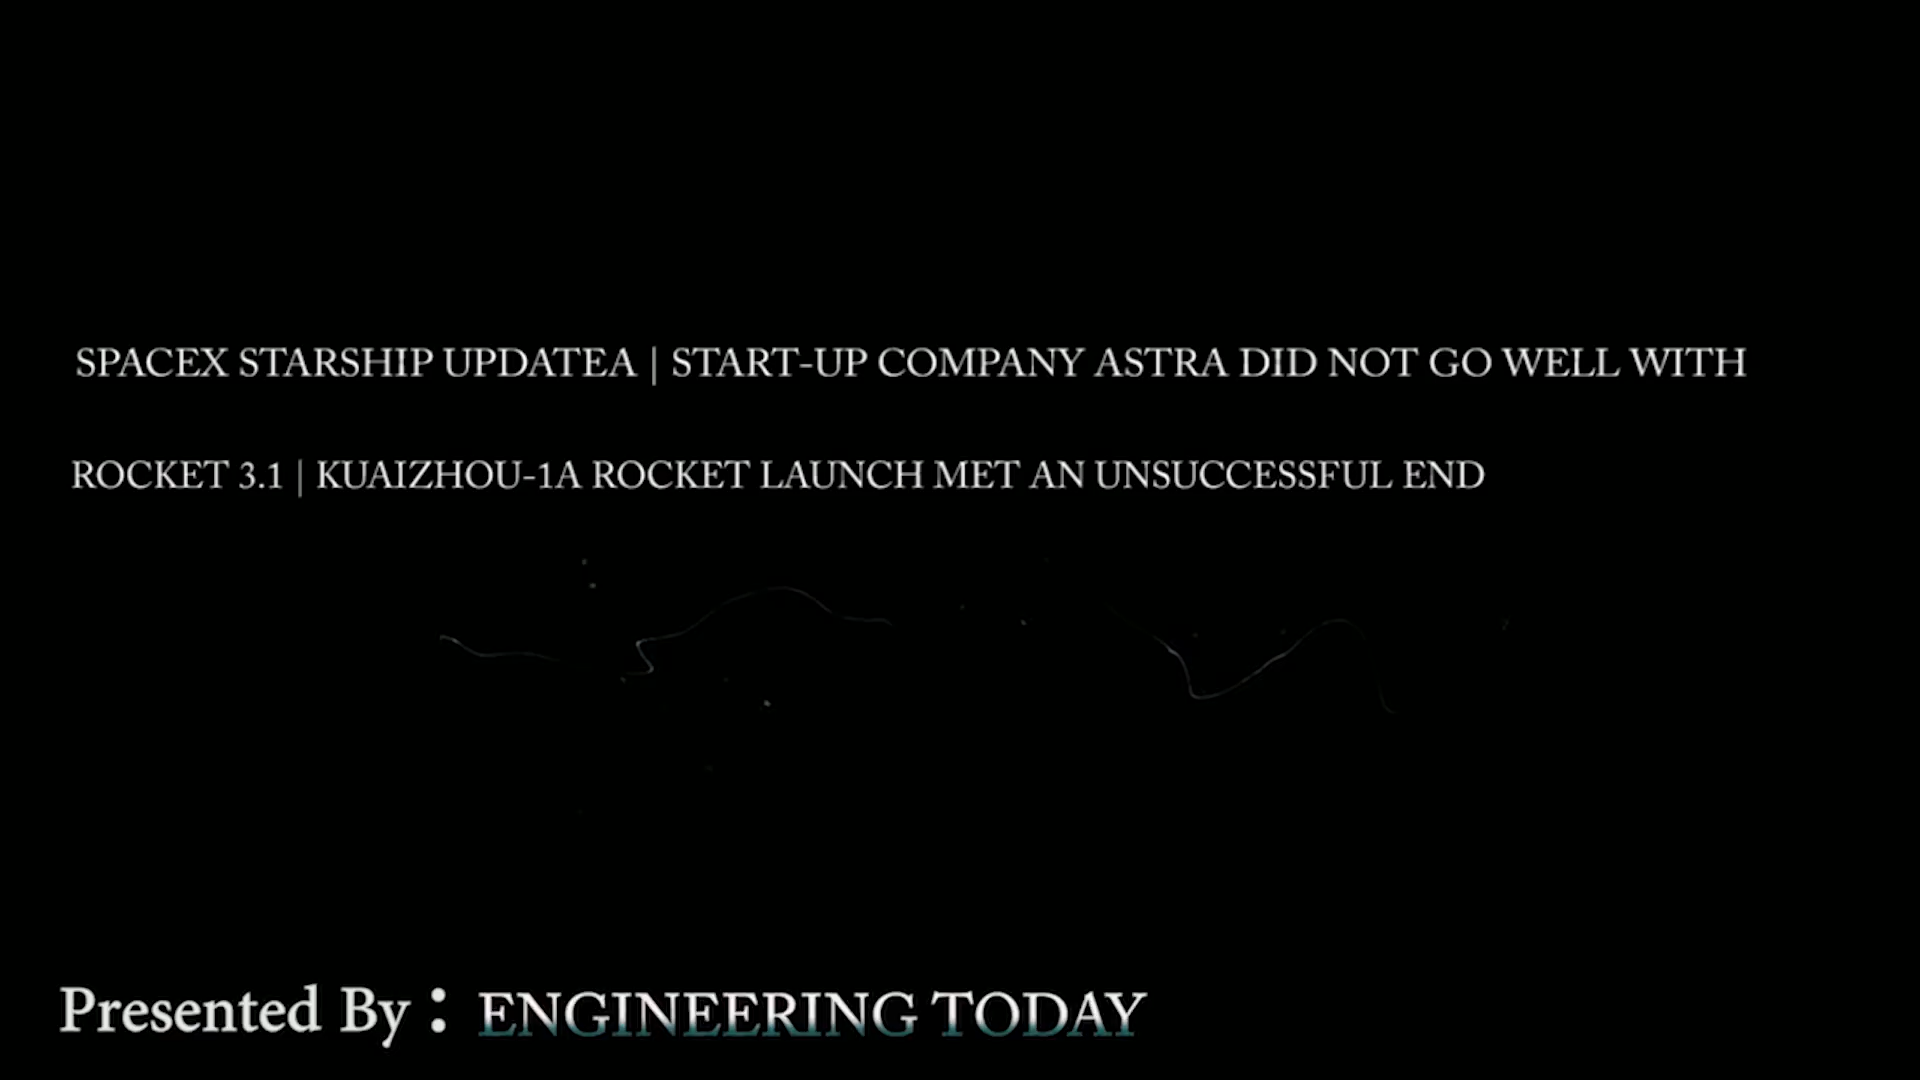 SPACEX STARSHIP UPDATEA | START-UP COMPANY ASTRA DID NOT GO WELL WITH
ROCKET 3.1 | KUAIZHOU-1A ROCKET LAUNCH MET AN UNSUCCESSFUL END
Presented By : ENGINEERING TODAY